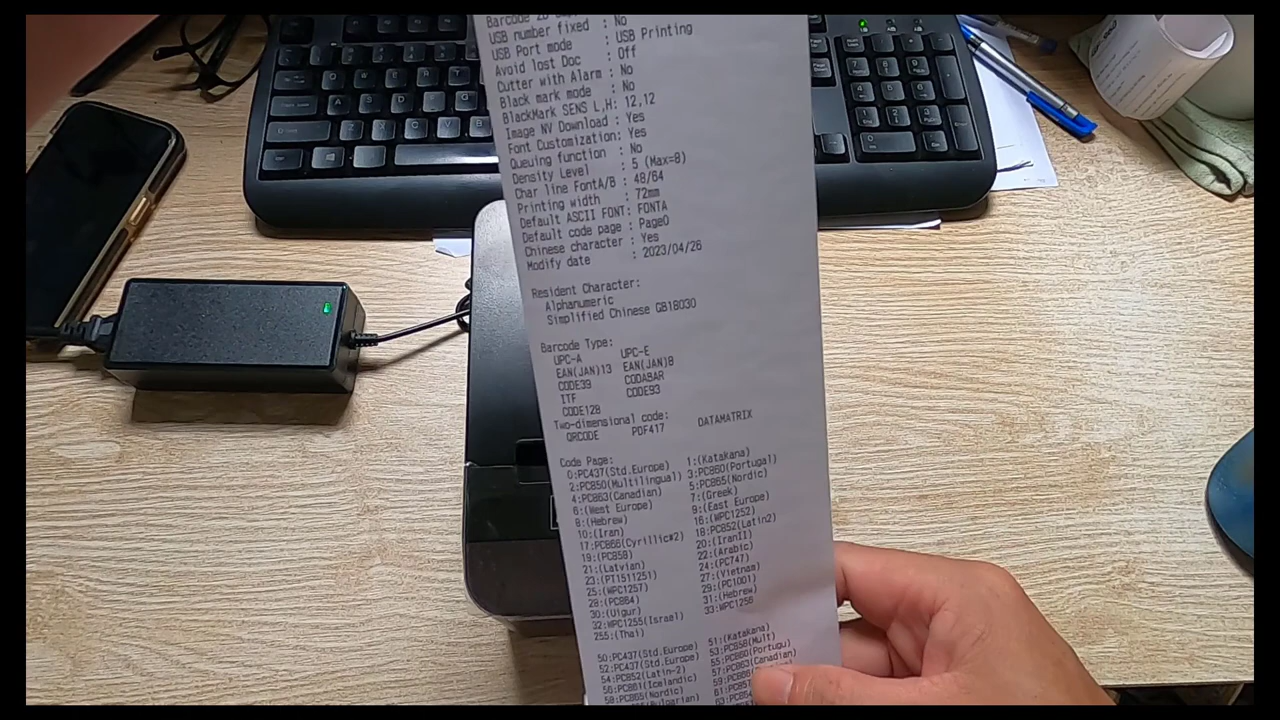 USB number fixed : No
USB Port mode : USB Printing
Avoid lost Doc : Off
Cutter with Alarm : No
Black mark mode : No
BlackMark SENS L,H: 12,12
Image NV Download : Yes
Font Customization: Yes
Queuing function : No
Density Level : 5 (Max=8)
Char line FontA/B : 48/64
Printing width : 72mm
Default ASCII FONT: FONTA
Default code page : Page0
Chinese character : Yes
Modify date : 2023/04/26
Resident Character:
Alphanumeric
Simplified Chinese GB18030
Barcode Type:
UPC-A UPC-E
EAN(JAN)13 EAN(JAN)8
CODE39 CODABAR
ITF CODE93
CODE128
Two-dimensional code:
QRCODE PDF417 DATAMATRIX
Code Page:
0:PC437(Std.Europe) 1:(Katakana)
2:PC850(Multilingual) 3:PC860(Portugal)
4:PC863(Canadian) 5:PC865(Nordic)
6:(West Europe) 7:(Greek)
8:(Hebrew) 9:(East Europe)
10:(Iran) 16:(WPC1252)
17:PC866(Cyrillic#2) 18:PC852(Latin2)
19:(PC858) 20:(IranII)
21:(Latvian) 22:(Arabic)
23:(PT1511251) 24:(PC747)
25:(WPC1257) 27:(Vietnam)
28:(PC864) 29:(PC1001)
30:(Uigur) 31:(Hebrew)
32:WPC1255(Israel) 33:WPC1256
255:(Thai)
50:PC437(Std.Europe) 51:(Katakana)
52:PC437(Std.Europe) 53:PC858(Mult)
54:PC852(Latin-2) 55:PC860(Portugu)
56:PC861(Icelandic) 57:PC863(Canadian)
58:PC865(Nordic)